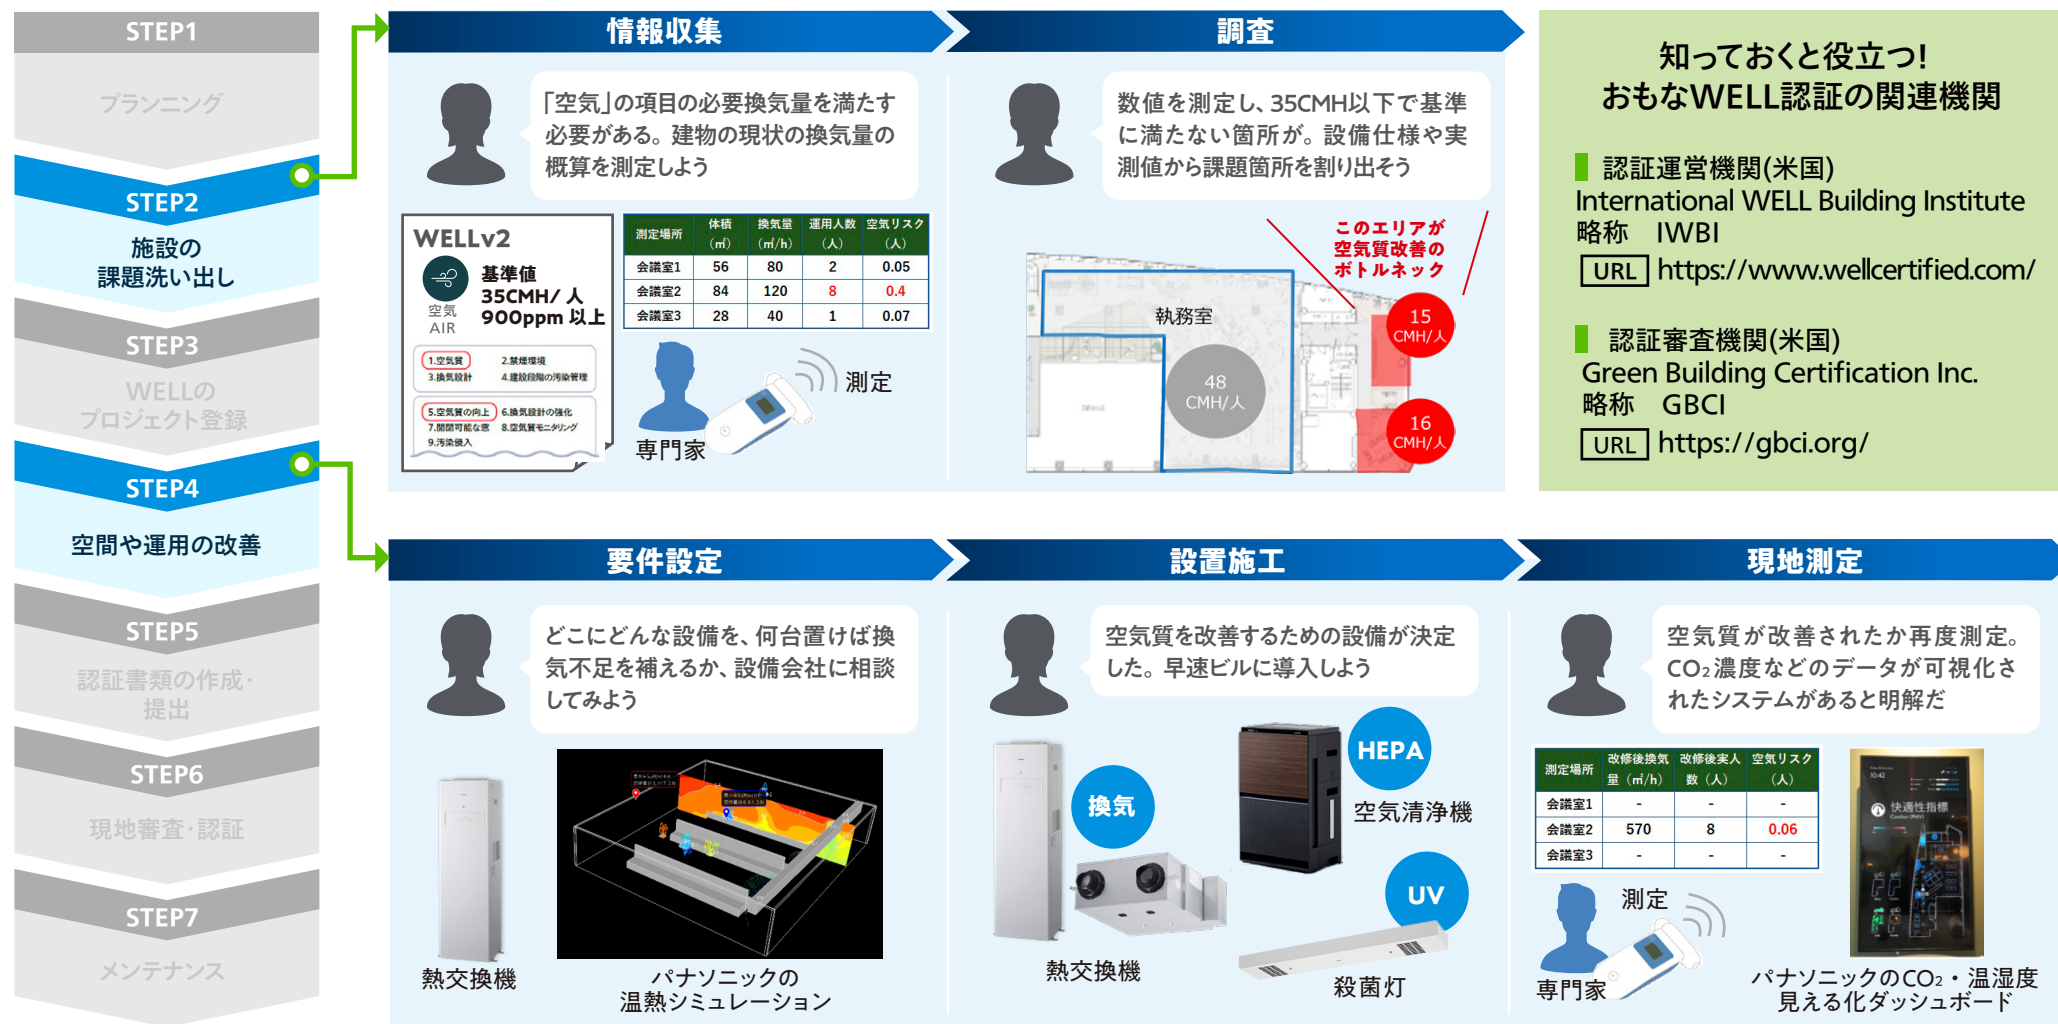 STEP1
プランニング
STEP2
施設の
課題洗い出し
STEP3
WELLの
プロジェクト登録
STEP4
空間や運用の改善
STEP5
認証書類の作成・
提出
STEP6
現地審査・認証
STEP7
メンテナンス
情報収集
「空気」の項目の必要換気量を満たす
必要がある。建物の現状の換気量の
概算を測定しよう
WELLv2
空気
AIR
基準値
35CMH/ 人
900ppm 以上
1.空気質 2.禁煙環境
3.換気設計 4.建設段階の汚染管理
5.空気質の向上 6.換気設計の強化
7.開閉可能な窓 8.空気質モニタリング
9.汚染侵入
測定場所 体積（㎥） 換気量（㎥/h） 運用人数（人） 空気リスク（人）
会議室1 56 80 2 0.05
会議室2 84 120 8 0.4
会議室3 28 40 1 0.07
測定
専門家
調査
数値を測定し、35CMH以下で基準
に満たない箇所が。設備仕様や実
測値から課題箇所を割り出そう
このエリアが
空気質改善の
ボトルネック
執務室
48
CMH/人
15
CMH/人
16
CMH/人
知っておくと役立つ!
おもなWELL認証の関連機関
認証運営機関(米国)
International WELL Building Institute
略称 IWBI
URL https://www.wellcertified.com/
認証審査機関(米国)
Green Building Certification Inc.
略称 GBCI
URL https://gbci.org/
要件設定
どこにどんな設備を、何台置けば換
気不足を補えるか、設備会社に相談
してみよう
熱交換機
パナソニックの
温熱シミュレーション
設置施工
空気質を改善するための設備が決定
した。早速ビルに導入しよう
換気
熱交換機
HEPA
空気清浄機
UV
殺菌灯
現地測定
空気質が改善されたか再度測定。
CO₂濃度などのデータが可視化さ
れたシステムがあると明解だ
測定場所 改修後換気量（㎥/h） 改修後実人数（人） 空気リスク（人）
会議室1 - - -
会議室2 570 8 0.06
会議室3 - - -
測定
専門家
10:42
快適性指標
Comfort (PMV)
パナソニックのCO₂・温湿度
見える化ダッシュボード